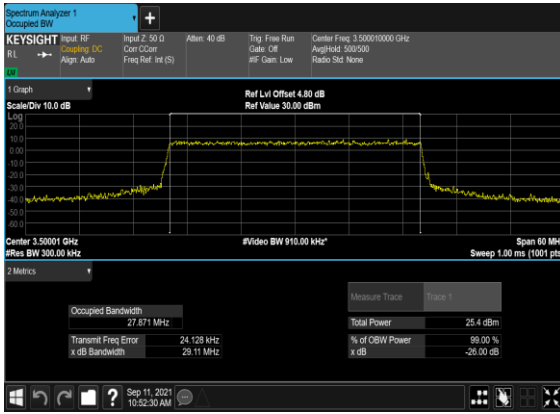 Spectrum Analyzer 1
Occupied BW
+
KEYSIGHT Input: RF Input Z: 50 Ω Atten: 40 dB Trig: Free Run Center Freq: 3.500010000 GHz
RL Coupling: DC Corr CCorr Gate: Off Avg|Hold: 500/500
Align: Auto Freq Ref: Int (S) #IF Gain: Low Radio Std: None
1 Graph
Ref Lvl Offset 4.80 dB
Scale/Div 10.0 dB Ref Value 30.00 dBm
Log
20.0
10.0
0.00
-10.0
-20.0
-30.0
-40.0
-50.0
-60.0
Center 3.50001 GHz #Video BW 910.00 kHz* Span 60 MH
#Res BW 300.00 kHz Sweep 1.00 ms (1001 pts
2 Metrics
Measure Trace Trace 1
Occupied Bandwidth
27.871 MHz Total Power 25.4 dBm
Transmit Freq Error 24.128 kHz % of OBW Power 99.00 %
x dB Bandwidth 29.11 MHz x dB -26.00 dB
? Sep 11, 2021
10:52:30 AM